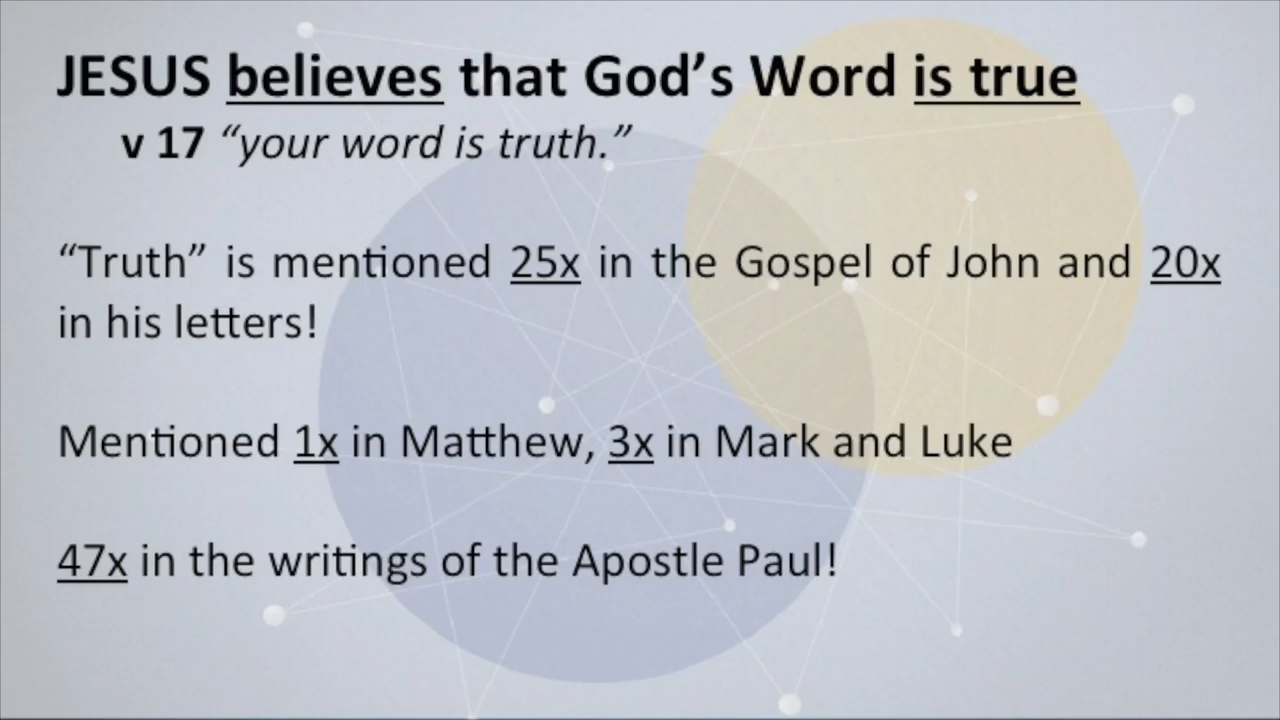 JESUS believes that God’s Word is true
v 17 “your word is truth.”
“Truth” is mentioned 25x in the Gospel of John and 20x
in his letters!
Mentioned 1x in Matthew, 3x in Mark and Luke
47x in the writings of the Apostle Paul!